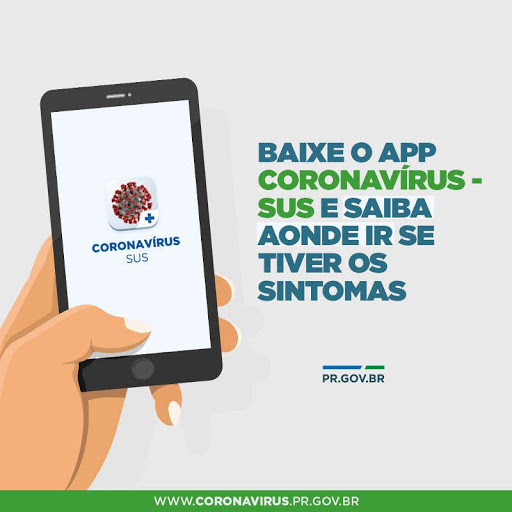 CORONAVÍRUS
SUS
BAIXE O APP
CORONAVÍRUS -
SUS E SAIBA
AONDE IR SE
TIVER OS
SINTOMAS
PR.GOV.BR
WWW.CORONAVIRUS.PR.GOV.BR